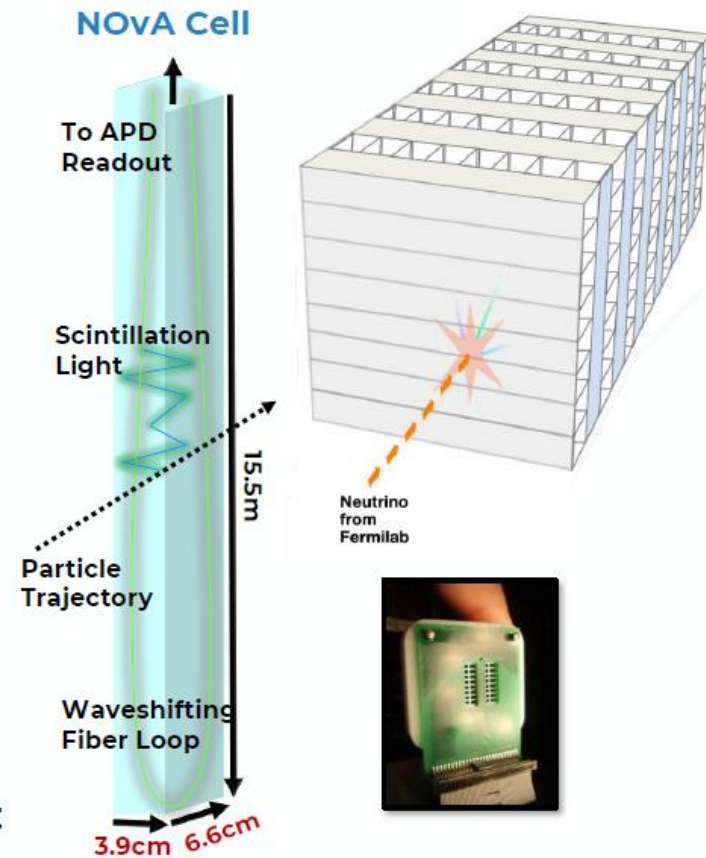 NOvA Cell
To APD
Readout
Scintillation
Light
15.5m
Particle
Trajectory
Waveshifting
Fiber Loop
3.9cm
6.6cm
Neutrino
from
Fermilab